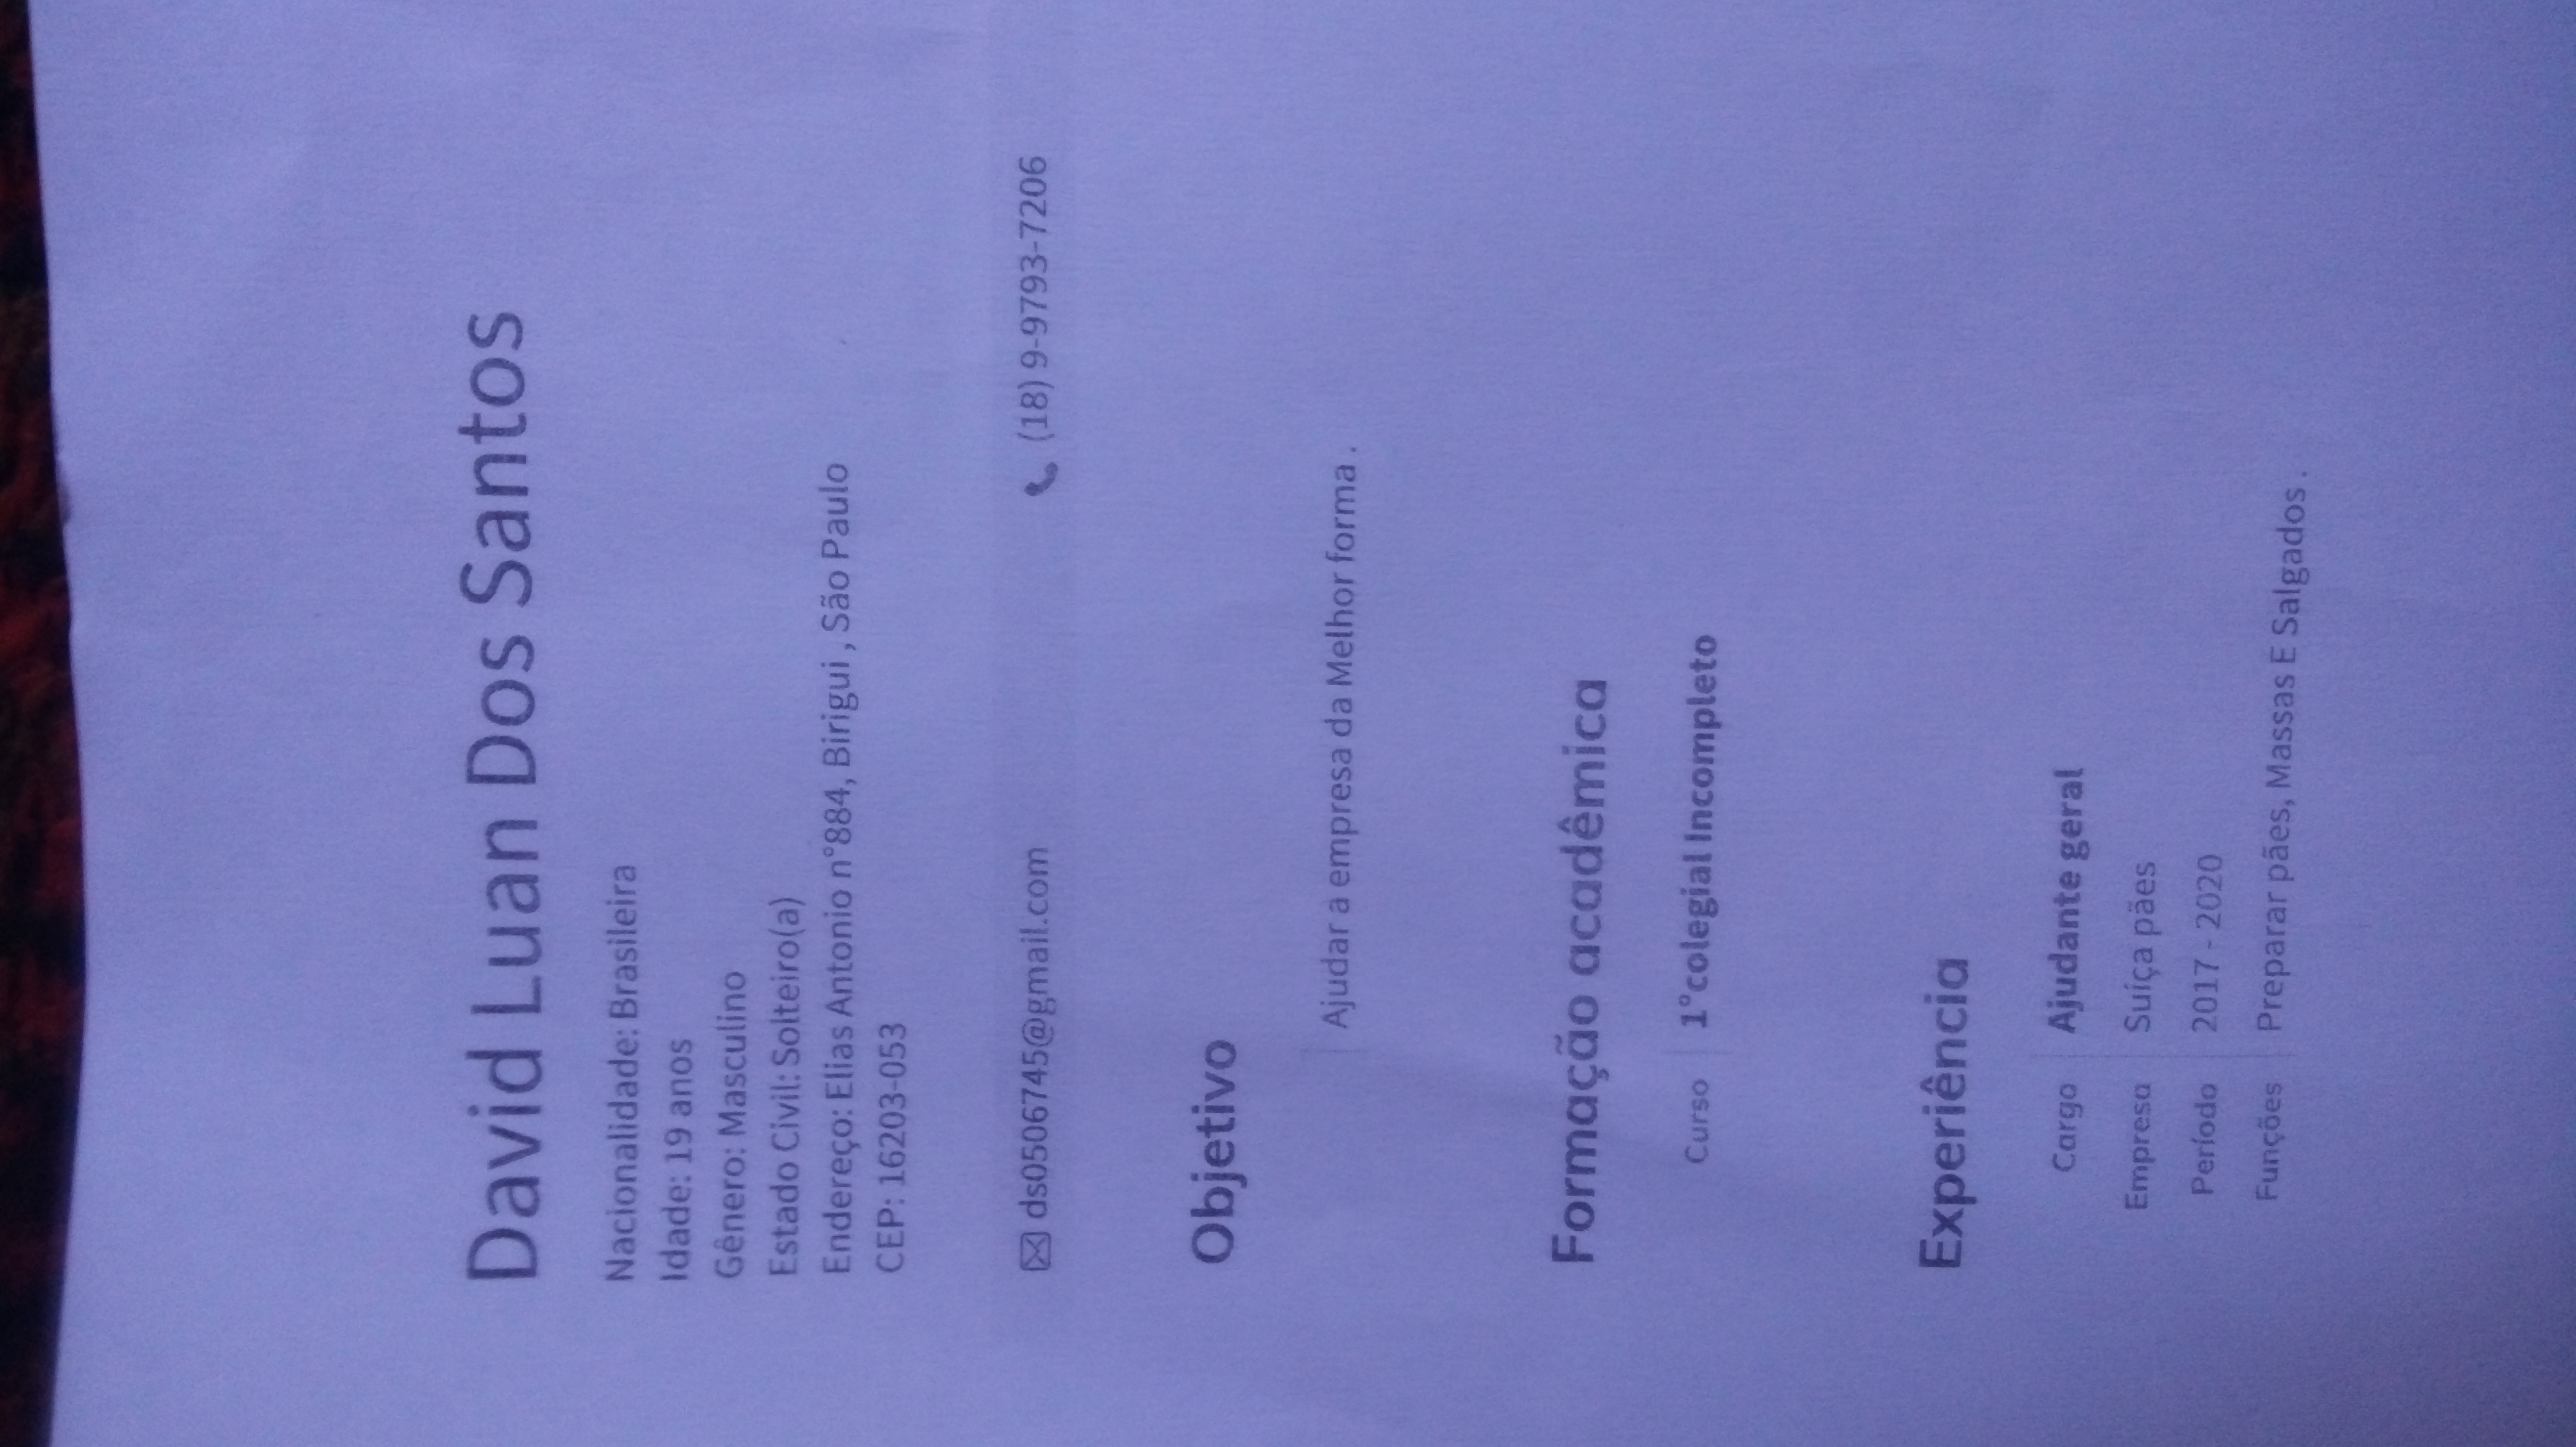 David Luan Dos Santos
Nacionalidade: Brasileira
Idade: 19 anos
Gênero: Masculino
Estado Civil: Solteiro(a)
Endereço: Elias Antonio n°884, Birigui , São Paulo
CEP: 16203-053
ds0506745@gmail.com (18) 9-9793-7206
Objetivo
Ajudar a empresa da Melhor forma .
Formação acadêmica
Curso 1°colegial Incompleto
Experiência
Cargo Ajudante geral
Empresa Suíça pães
Período 2017 - 2020
Funções Preparar pães, Massas E Salgados .